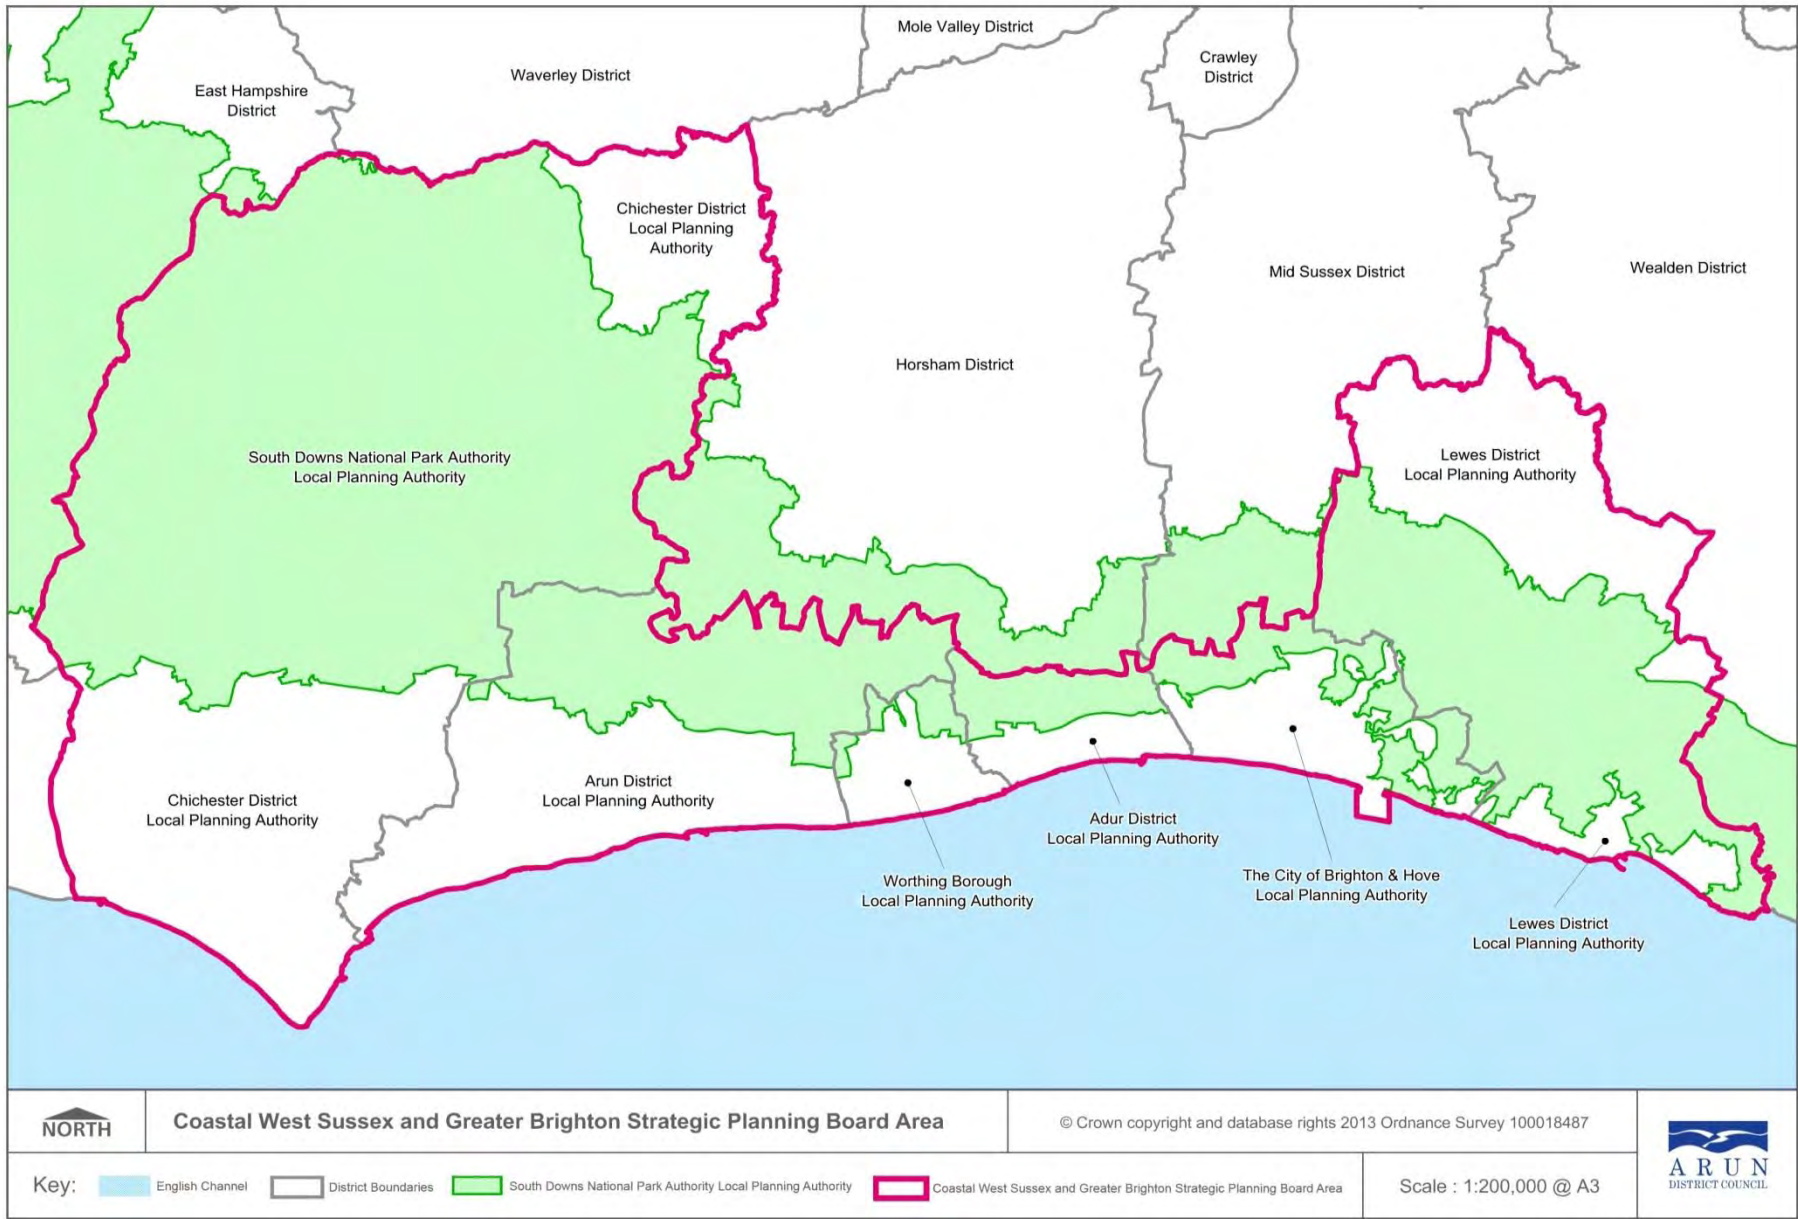 Mole Valley District
Crawley
District
Waverley District
East Hampshire
District
Chichester District
Local Planning
Authority
Mid Sussex District
Wealden District
Horsham District
South Downs National Park Authority
Local Planning Authority
Lewes District
Local Planning Authority
Chichester District
Local Planning Authority
Arun District
Local Planning Authority
Adur District
Local Planning Authority
Worthing Borough
Local Planning Authority
The City of Brighton & Hove
Local Planning Authority
Lewes District
Local Planning Authority
NORTH
Coastal West Sussex and Greater Brighton Strategic Planning Board Area
© Crown copyright and database rights 2013 Ordnance Survey 100018487
Key:
English Channel
District Boundaries
South Downs National Park Authority Local Planning Authority
Coastal West Sussex and Greater Brighton Strategic Planning Board Area
Scale : 1:200,000 @ A3
ARUN
DISTRICT COUNCIL